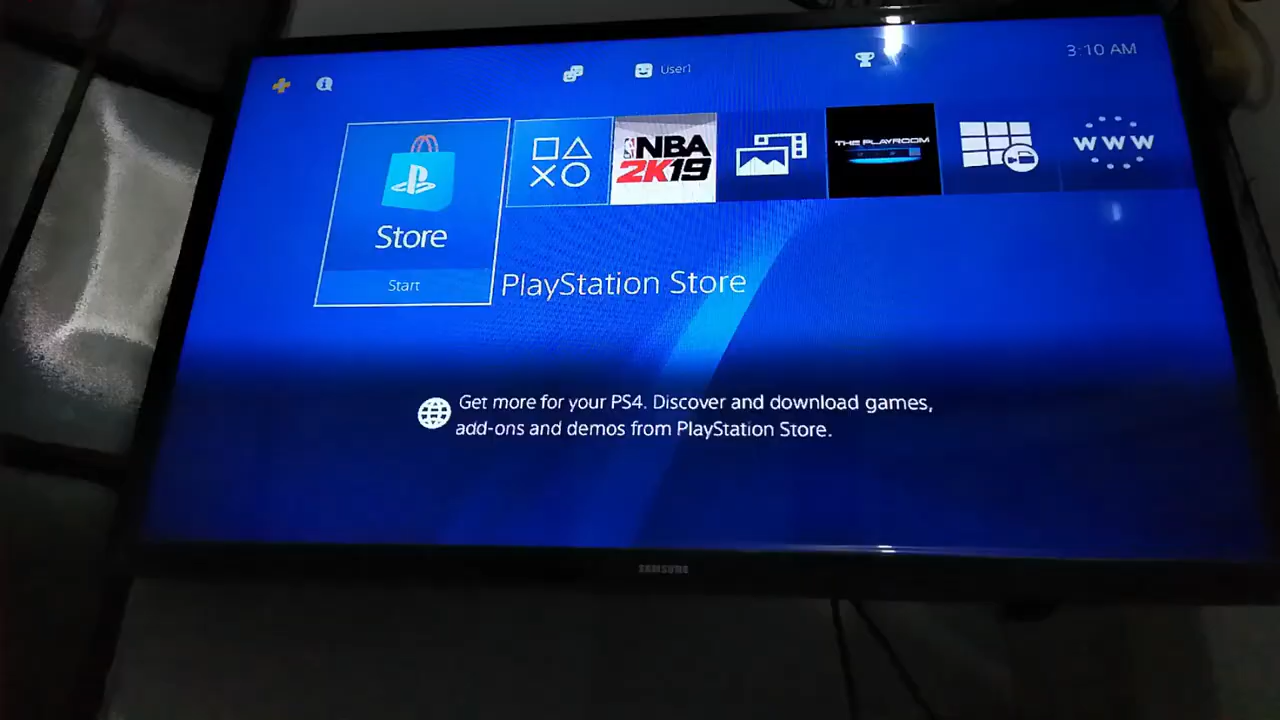 3:10 AM
User1
NBA
2K19
THE PLAYROOM
WWW
Store
Start
PlayStation Store
Get more for your PS4. Discover and download games,
add-ons and demos from PlayStation Store.
SAMSUNG